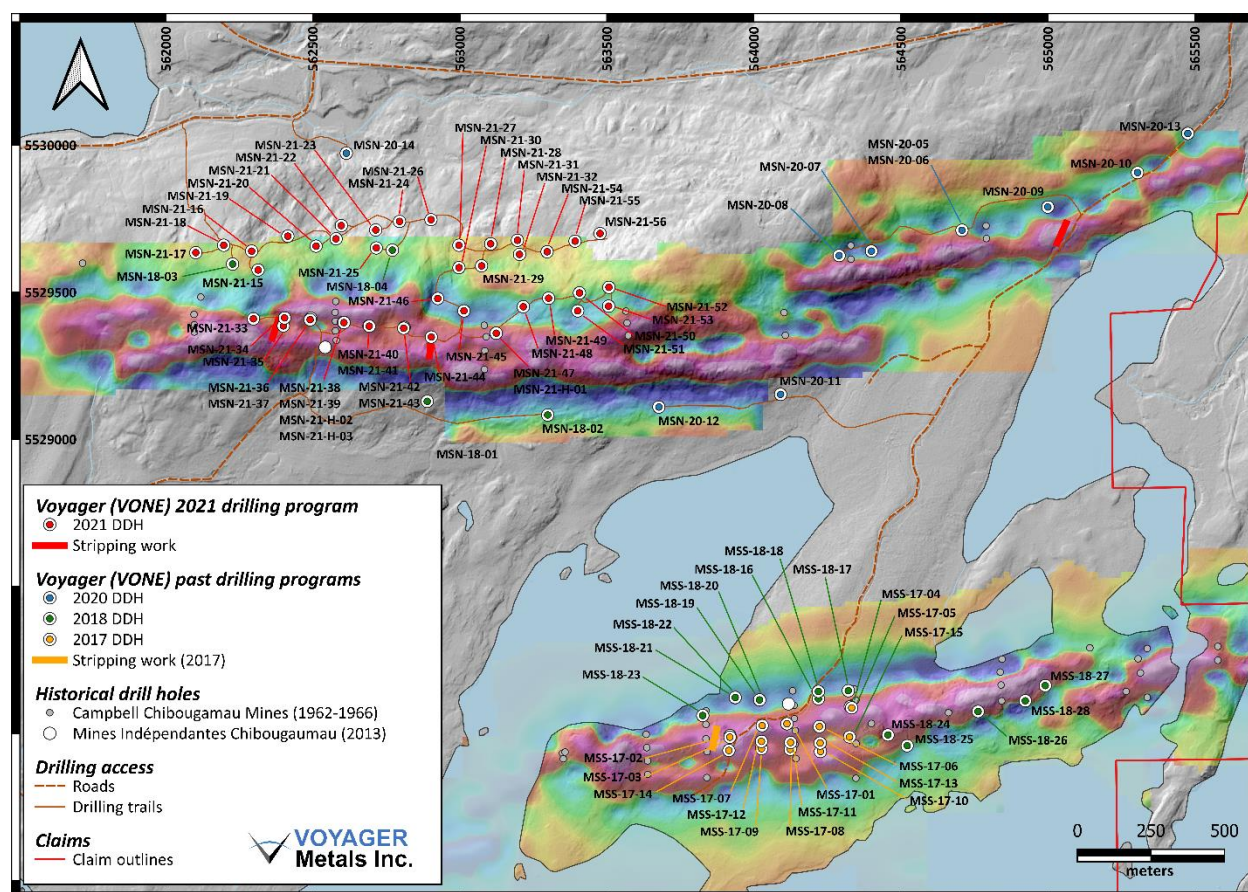 562000
562500
563000
563500
564000
564500
565000
565500
5530000
5529500
5529000
MSN-21-27
MSN-21-30
MSN-21-28
MSN-21-31
MSN-21-32
MSN-21-54
MSN-21-55
MSN-21-56
MSN-21-23
MSN-21-22
MSN-21-21
MSN-21-20
MSN-21-19
MSN-21-16
MSN-21-18
MSN-21-17
MSN-20-14
MSN-21-26
MSN-21-24
MSN-18-03
MSN-21-15
MSN-21-25
MSN-18-04
MSN-21-46
MSN-21-29
MSN-20-05
MSN-20-06
MSN-20-07
MSN-20-08
MSN-20-09
MSN-20-10
MSN-20-13
MSN-21-33
MSN-21-34
MSN-21-35
MSN-21-36
MSN-21-37
MSN-21-38
MSN-21-39
MSN-21-H-02
MSN-21-H-03
MSN-21-40
MSN-21-41
MSN-21-42
MSN-21-43
MSN-21-44
MSN-21-45
MSN-21-47
MSN-21-H-01
MSN-21-48
MSN-21-49
MSN-21-50
MSN-21-51
MSN-21-52
MSN-21-53
MSN-20-11
MSN-20-12
MSN-18-02
MSN-18-01
MSS-18-18
MSS-18-16
MSS-18-20
MSS-18-19
MSS-18-22
MSS-18-21
MSS-18-23
MSS-18-17
MSS-17-04
MSS-17-05
MSS-17-15
MSS-18-27
MSS-18-28
MSS-18-26
MSS-18-24
MSS-18-25
MSS-17-02
MSS-17-03
MSS-17-14
MSS-17-07
MSS-17-12
MSS-17-09
MSS-17-01
MSS-17-11
MSS-17-08
MSS-17-06
MSS-17-13
MSS-17-10
Voyager (VONE) 2021 drilling program
2021 DDH
Stripping work
Voyager (VONE) past drilling programs
2020 DDH
2018 DDH
2017 DDH
Stripping work (2017)
Historical drill holes
Campbell Chibougamau Mines (1962-1966)
Mines Indépendantes Chibougaumau (2013)
Drilling access
Roads
Drilling trails
Claims
Claim outlines
VOYAGER
Metals Inc.
0 250 500
meters